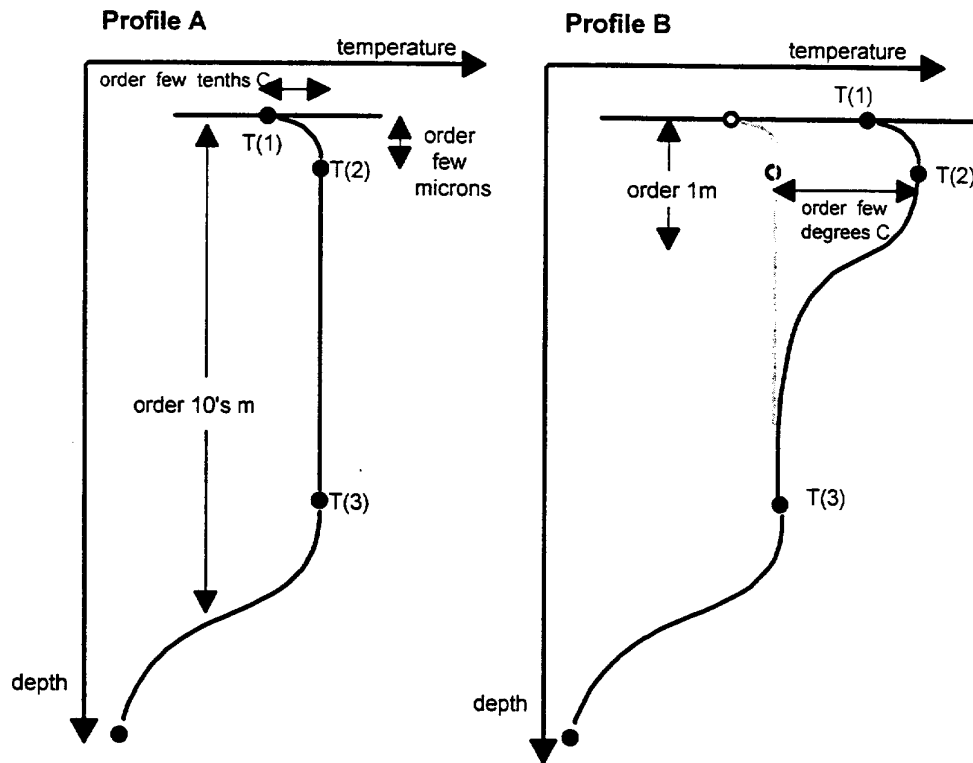 Profile A
temperature
order few tenths C
T(1)
order
few
microns
T(2)
order 10's m
T(3)
depth
Profile B
temperature
T(1)
order 1m
T(2)
order few
degrees C
T(3)
depth